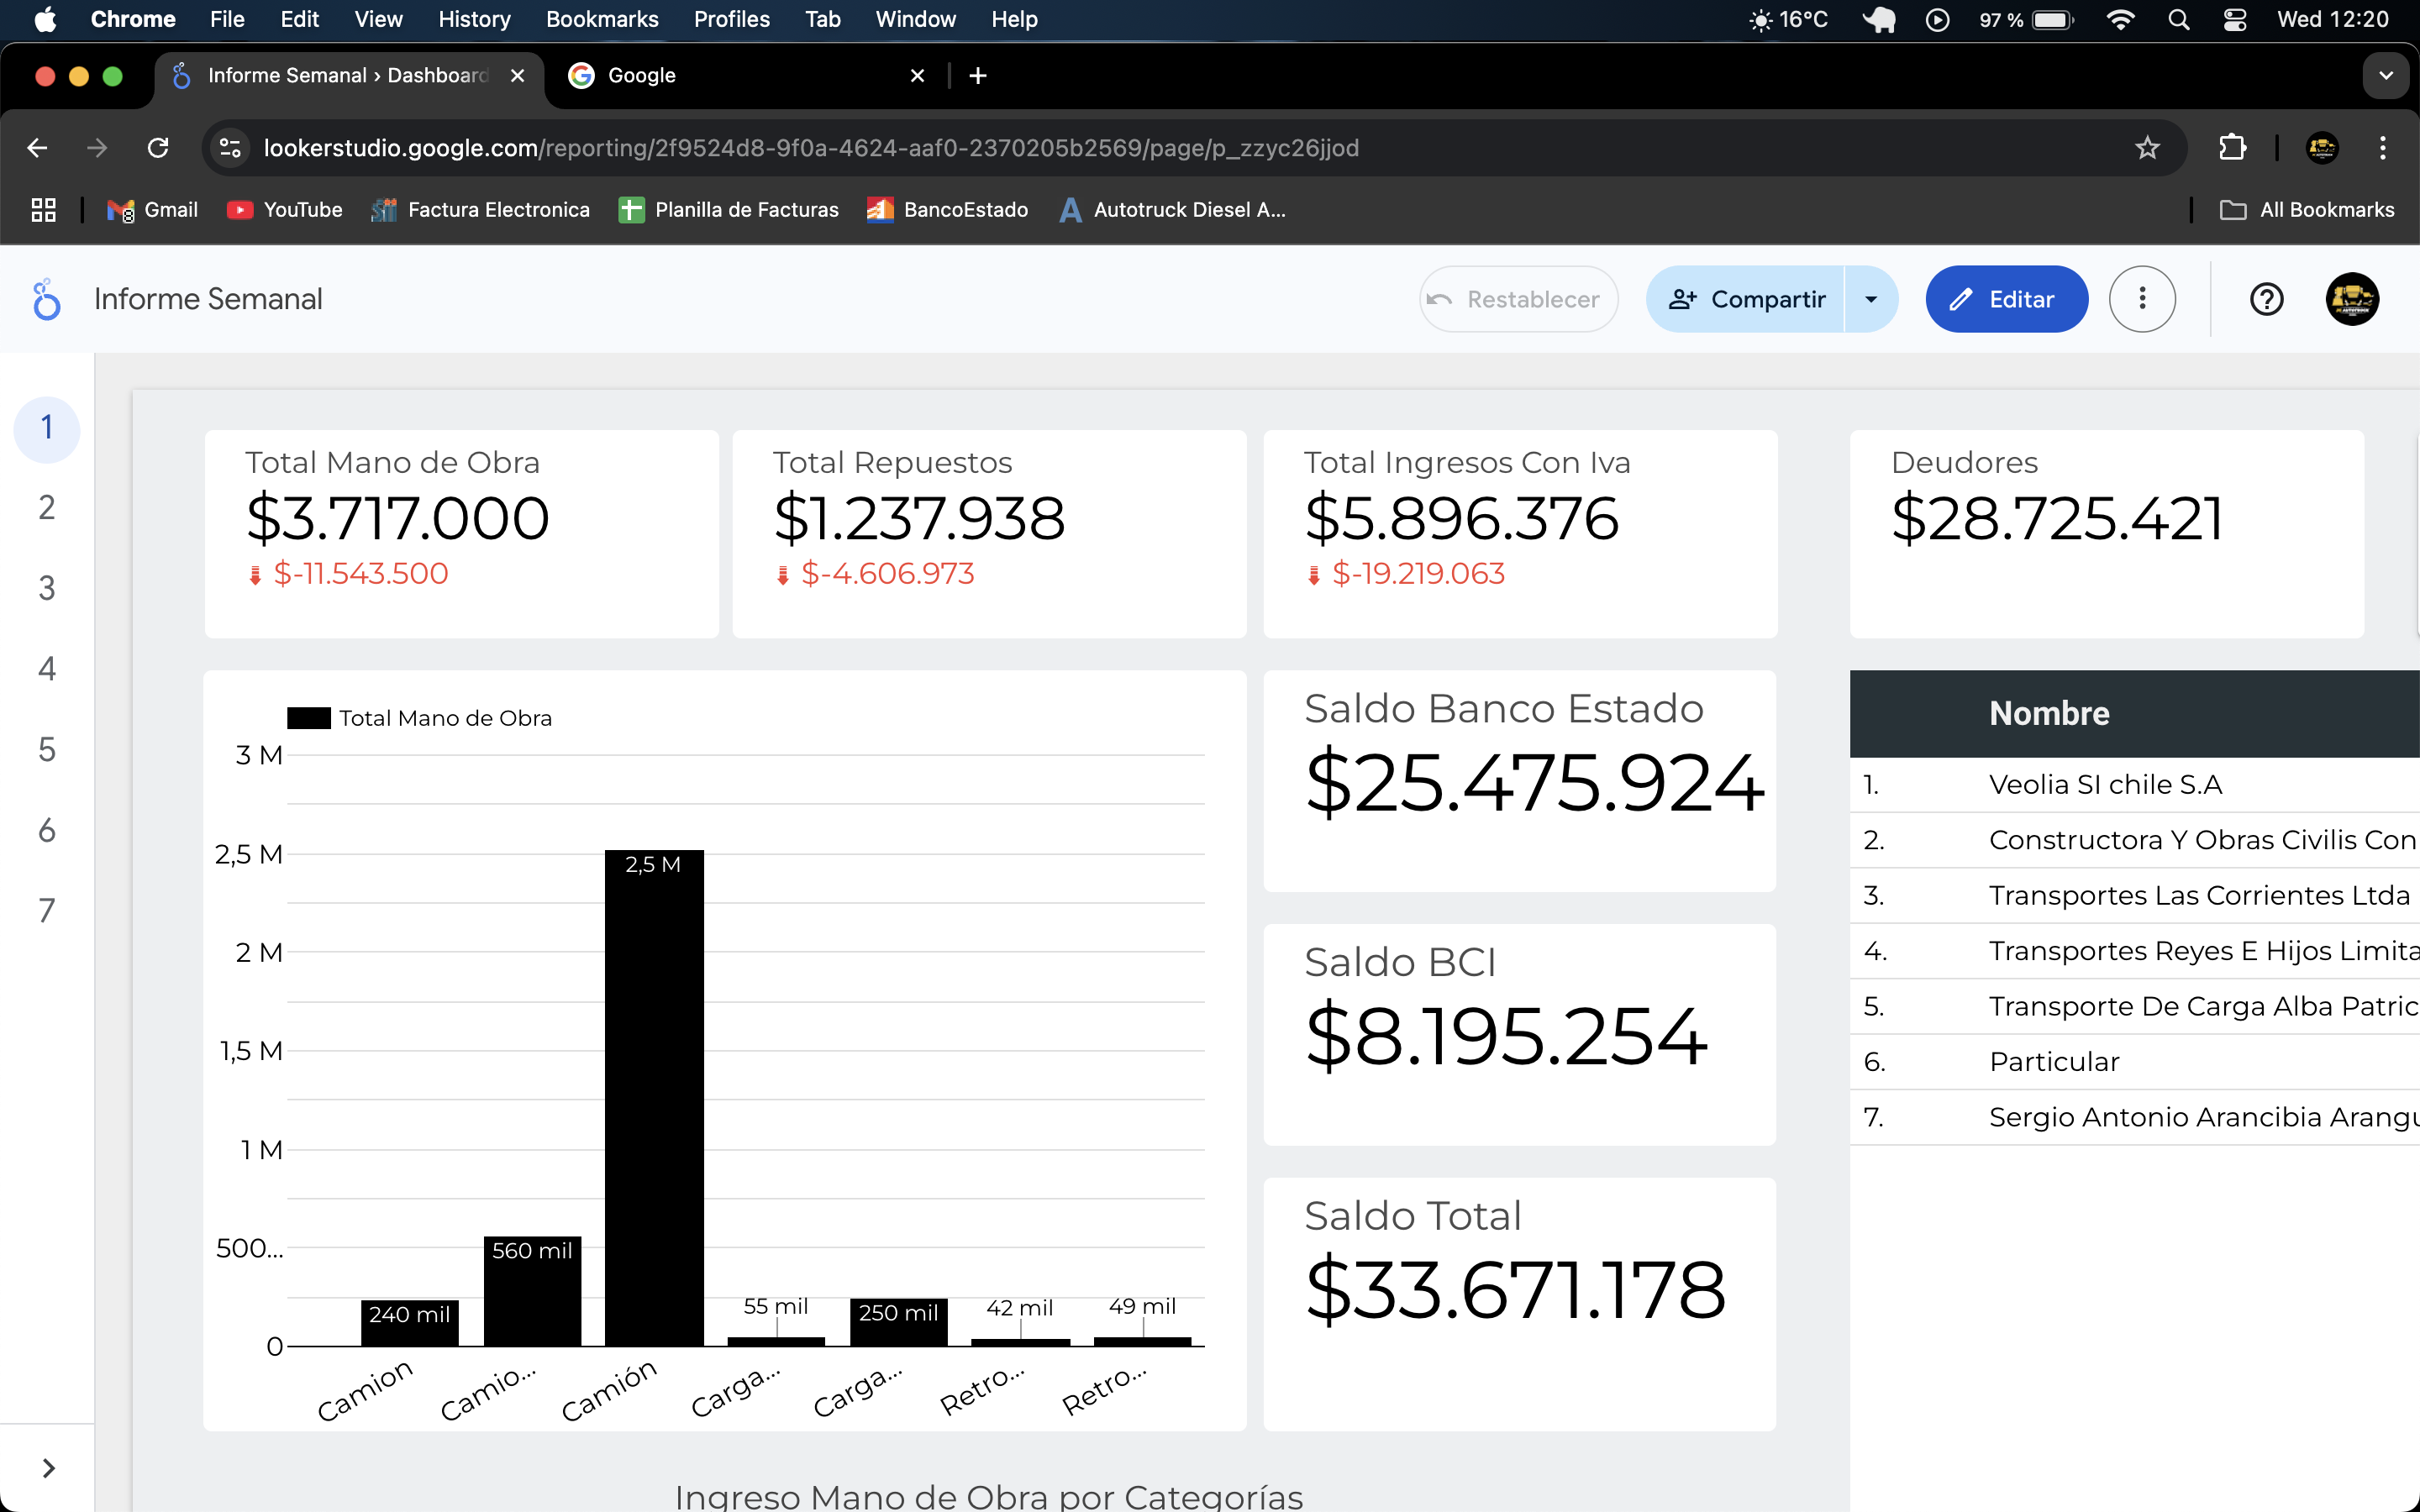 Chrome File Edit View History Bookmarks Profiles Tab Window Help 16°C 97 % Wed 12:20
Informe Semanal › Dashboard Google
lookerstudio.google.com/reporting/2f9524d8-9f0a-4624-aaf0-2370205b2569/page/p_zzyc26jjod
Gmail YouTube Factura Electronica Planilla de Facturas BancoEstado Autotruck Diesel A... All Bookmarks
Informe Semanal Restablecer Compartir Editar
1
2
3
4
5
6
7
Total Mano de Obra
$3.717.000
$-11.543.500
Total Repuestos
$1.237.938
$-4.606.973
Total Ingresos Con Iva
$5.896.376
$-19.219.063
Deudores
$28.725.421
Total Mano de Obra
3 M
2,5 M
2 M
1,5 M
1 M
500...
0
240 mil
560 mil
2,5 M
55 mil
250 mil
42 mil
49 mil
Camion
Camio...
Camión
Carga...
Carga...
Retro...
Retro...
Saldo Banco Estado
$25.475.924
Saldo BCI
$8.195.254
Saldo Total
$33.671.178
Nombre
1. Veolia SI chile S.A
2. Constructora Y Obras Civilis Con
3. Transportes Las Corrientes Ltda
4. Transportes Reyes E Hijos Limita
5. Transporte De Carga Alba Patric
6. Particular
7. Sergio Antonio Arancibia Arangu
Ingreso Mano de Obra por Categorías